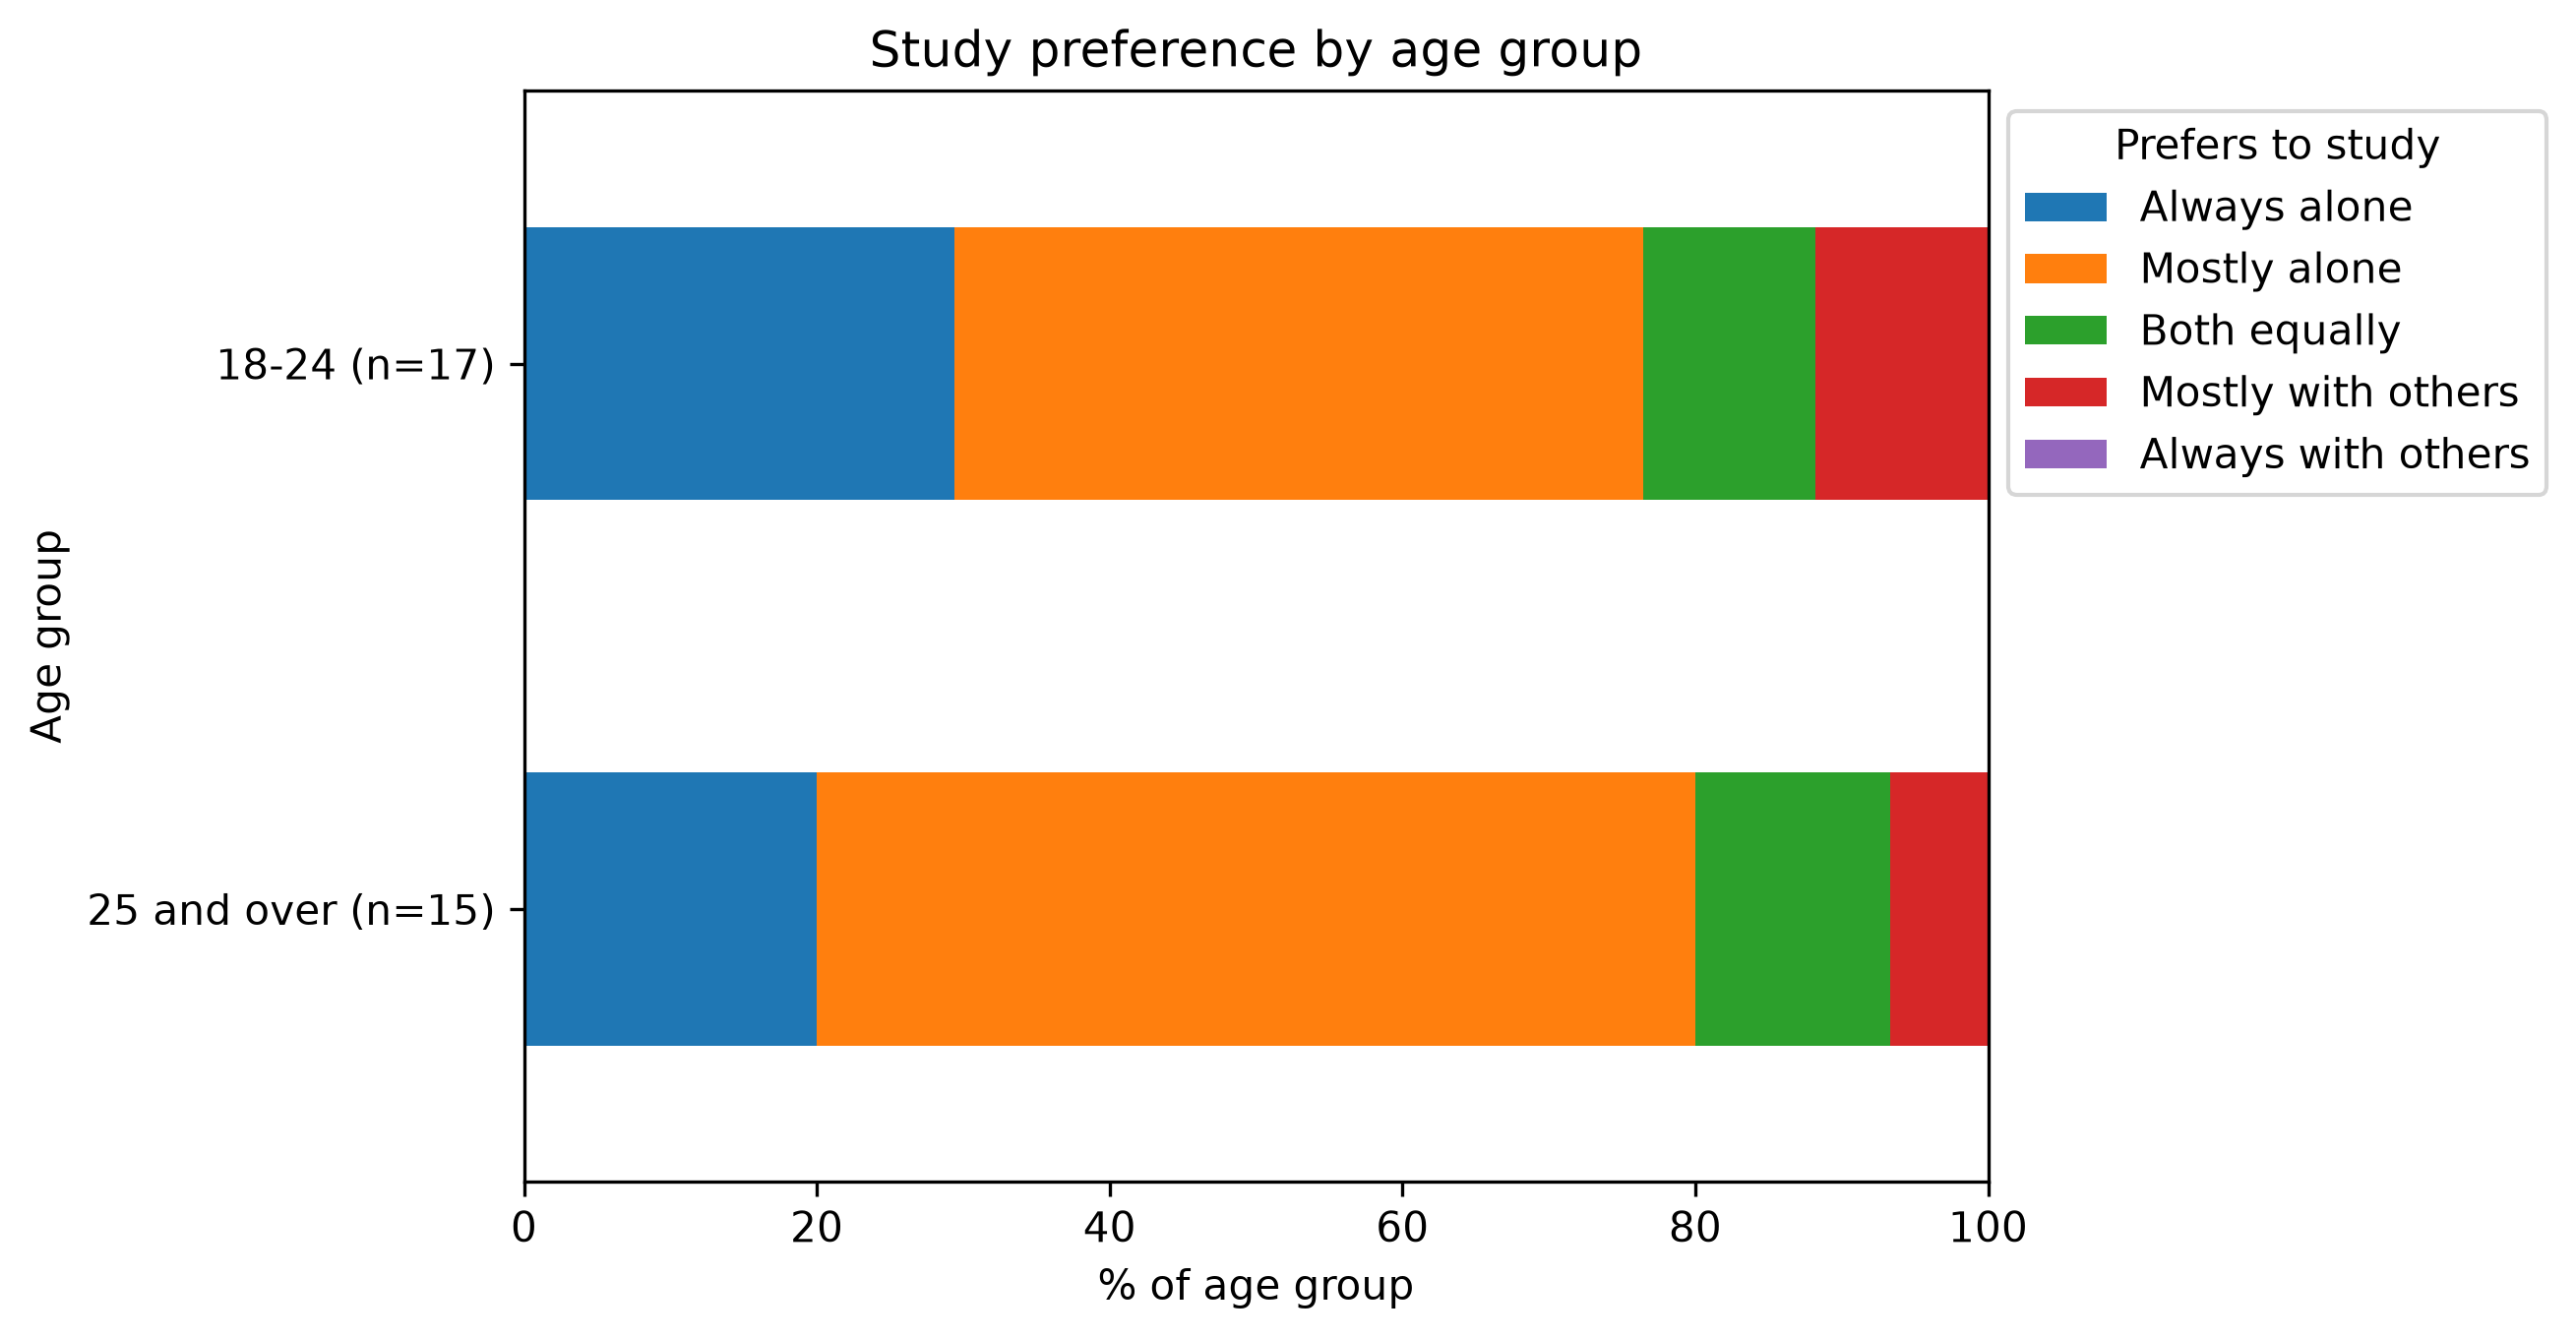 Study preference by age group
Prefers to study
Always alone
Mostly alone
Both equally
Mostly with others
Always with others
Age group
18-24 (n=17)
25 and over (n=15)
0 20 40 60 80 100
% of age group